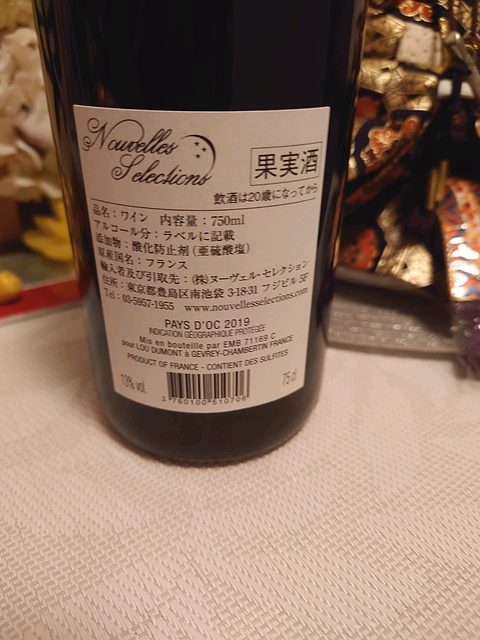 Nouvelles
Selections
果実酒
飲酒は20歳になってから
品名：ワイン 内容量：750ml
アルコール分：ラベルに記載
添加物：酸化防止剤（亜硫酸塩）
原産国名：フランス
輸入者及び引取先：(株)ヌーヴェル・セレクション
住所：東京都豊島区南池袋 3-18-31 フジビル 5F
Tel：03-5957-1955 www.nouvellesselections.com
PAYS D'OC 2019
INDICATION GÉOGRAPHIQUE PROTÉGÉE
Mis en bouteille par EMB 71169 C
pour LOU DUMONT à GEVREY-CHAMBERTIN FRANCE
PRODUCT OF FRANCE - CONTIENT DES SULFITES
13% vol.
75 cl
3 760100 510706